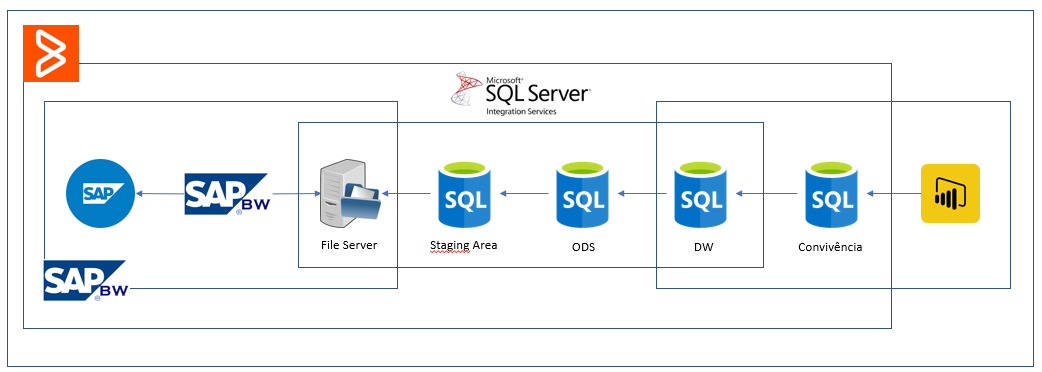 Microsoft®
SQL Server®
Integration Services
SAP
SAP®BW
SQL
SQL
SQL
SQL
File Server
Staging Area
ODS
DW
Convivência
SAP®BW